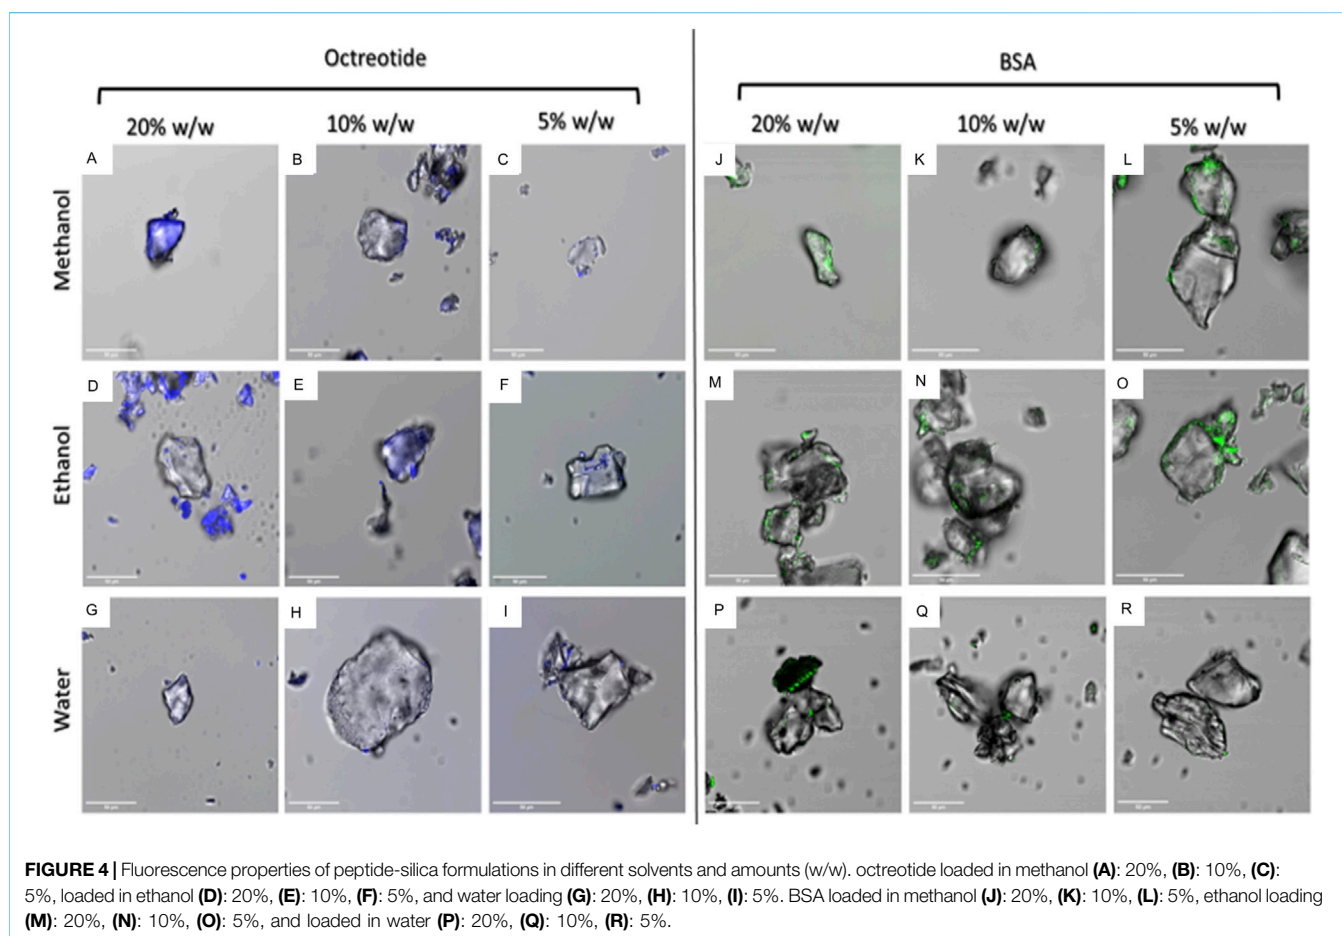 Octreotide
BSA
20% w/w
10% w/w
5% w/w
20% w/w
10% w/w
5% w/w
Methanol
A
B
C
J
K
L
Ethanol
D
E
F
M
N
O
Water
G
H
I
P
Q
R
FIGURE 4 | Fluorescence properties of peptide-silica formulations in different solvents and amounts (w/w). octreotide loaded in methanol (A): 20%, (B): 10%, (C):
5%, loaded in ethanol (D): 20%, (E): 10%, (F): 5%, and water loading (G): 20%, (H): 10%, (I): 5%. BSA loaded in methanol (J): 20%, (K): 10%, (L): 5%, ethanol loading
(M): 20%, (N): 10%, (O): 5%, and loaded in water (P): 20%, (Q): 10%, (R): 5%.